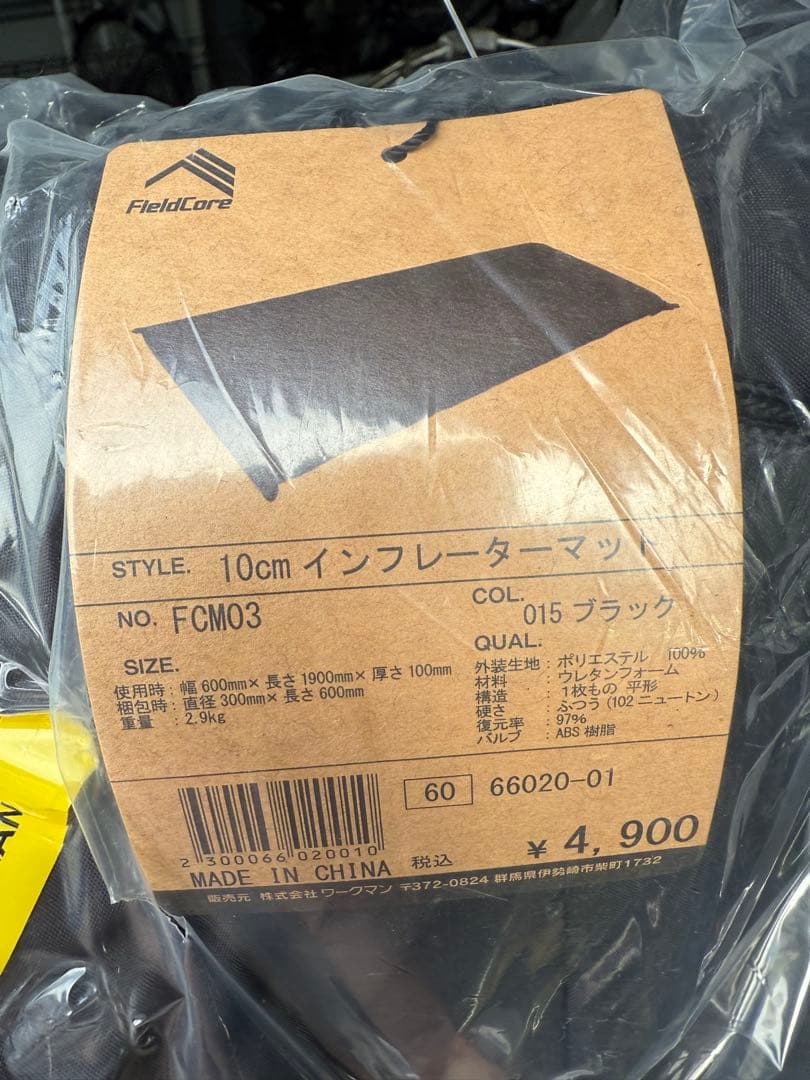 FieldCore
STYLE. 10cm インフレーターマット
NO. FCM03
COL. 015 ブラック
SIZE.
使用時 : 幅 600mm× 長さ 1900mm× 厚さ 100mm
梱包時 : 直径 300mm× 長さ 600mm
重量 : 2.9kg
QUAL.
外装生地 : ポリエステル 100%
材料 : ウレタンフォーム
構造 : 1枚もの 平形
硬さ : ふつう (102 ニュートン)
復元率 : 97%
バルブ : ABS 樹脂
60 66020-01
2 300066 020010
MADE IN CHINA
税込 ¥ 4,900
販売元 株式会社ワークマン 〒372-0824 群馬県伊勢崎市柴町1732
AN